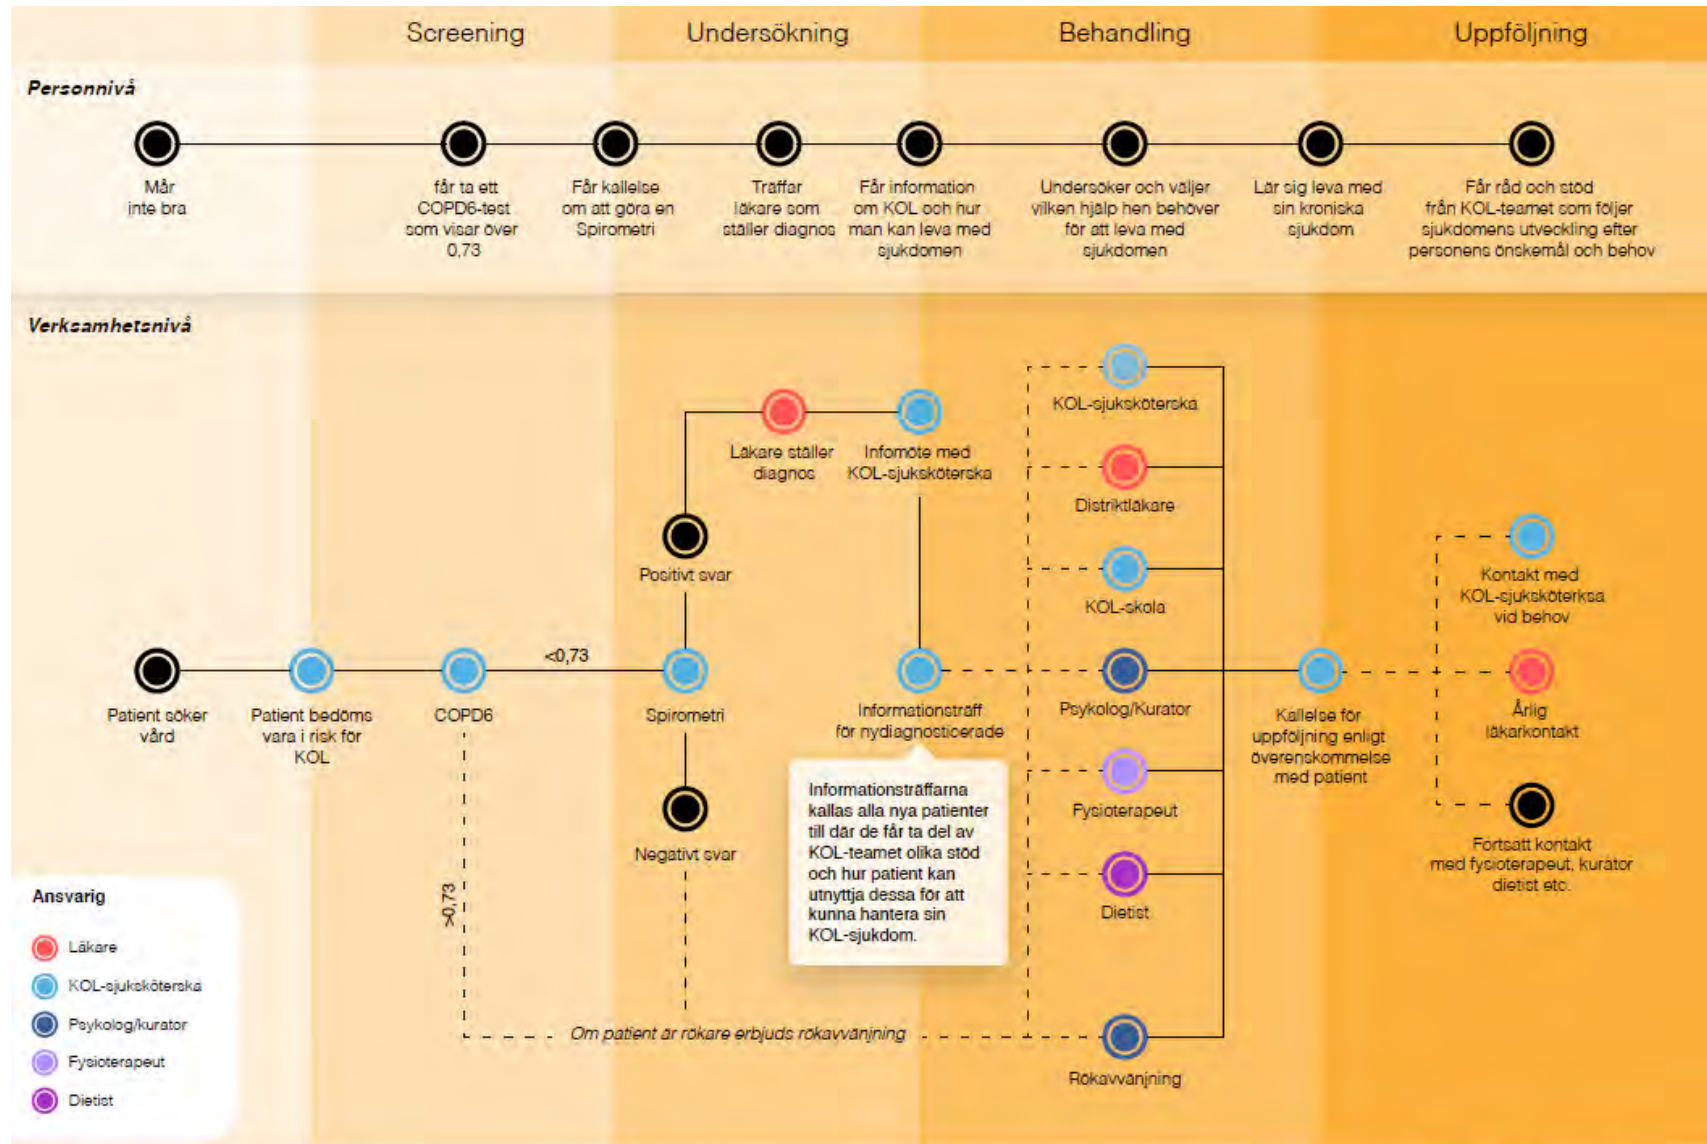 Screening
Undersökning
Behandling
Uppföljning
Personnivå
Mår
inte bra
får ta ett
COPD6-test
som visar över
0,73
Får kallelse
om att göra en
Spirometri
Träffar
läkare som
ställer diagnos
Får information
om KOL och hur
man kan leva med
sjukdomen
Undersöker och väljer
vilken hjälp hen behöver
för att leva med
sjukdomen
Lär sig leva med
sin kroniska
sjukdom
Får råd och stöd
från KOL-teamet som följer
sjukdomens utveckling efter
personens önskemål och behov
Verksamhetsnivå
KOL-sjuksköterska
Läkare ställer
diagnos
Infomöte med
KOL-sjuksköterska
Distriktläkare
Positivt svar
KOL-skola
Kontakt med
KOL-sjuksköterksa
vid behov
<0,73
Patient söker
vård
Patient bedöms
vara i risk för
KOL
COPD6
Spirometri
Informationsträff
för nydiagnosticerade
Psykolog/Kurator
Kallelse för
uppföljning enligt
överenskommelse
med patient
Årlig
läkarkontakt
Informationsträffarna
kallas alla nya patienter
till där de får ta del av
KOL-teamet olika stöd
och hur patient kan
utnyttja dessa för att
kunna hantera sin
KOL-sjukdom.
Fysioterapeut
Negativt svar
Fortsatt kontakt
med fysioterapeut, kurator
dietist etc.
>0,73
Dietist
Om patient är rökare erbjuds rökavvänjning
Rökavvänjning
Ansvarig
Läkare
KOL-sjuksköterska
Psykolog/kurator
Fysioterapeut
Dietist